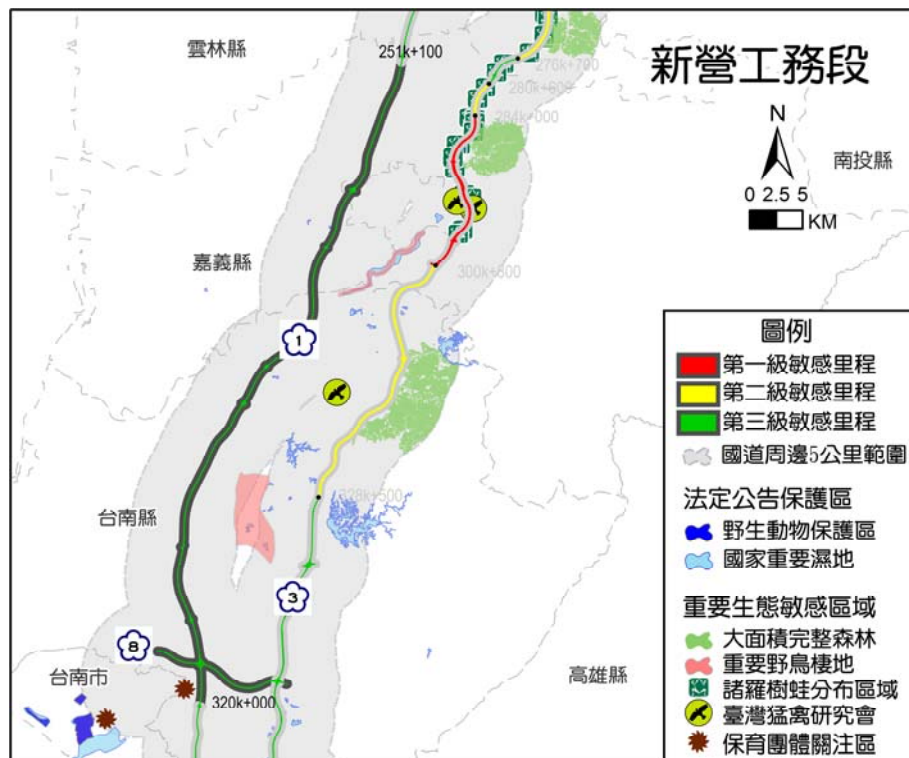 雲林縣
251k+100
276k+700
280k+600
284k+000
新營工務段
N
0 2.5 5
KM
南投縣
嘉義縣
300k+600
1
328k+500
台南縣
3
8
台南市
320k+000
高雄縣
圖例
第一級敏感里程
第二級敏感里程
第三級敏感里程
國道周邊5公里範圍
法定公告保護區
野生動物保護區
國家重要濕地
重要生態敏感區域
大面積完整森林
重要野鳥棲地
諸羅樹蛙分布區域
臺灣猛禽研究會
保育團體關注區